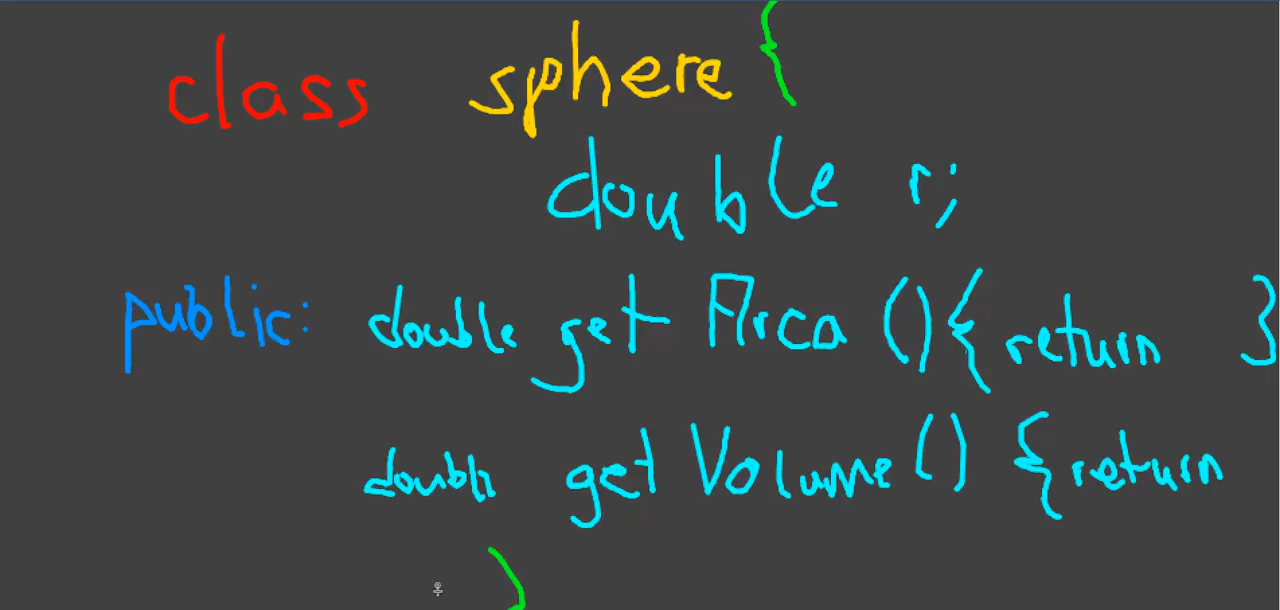 class sphere {
double r;
public: double get Area () { return }
double get Volume () { return
}